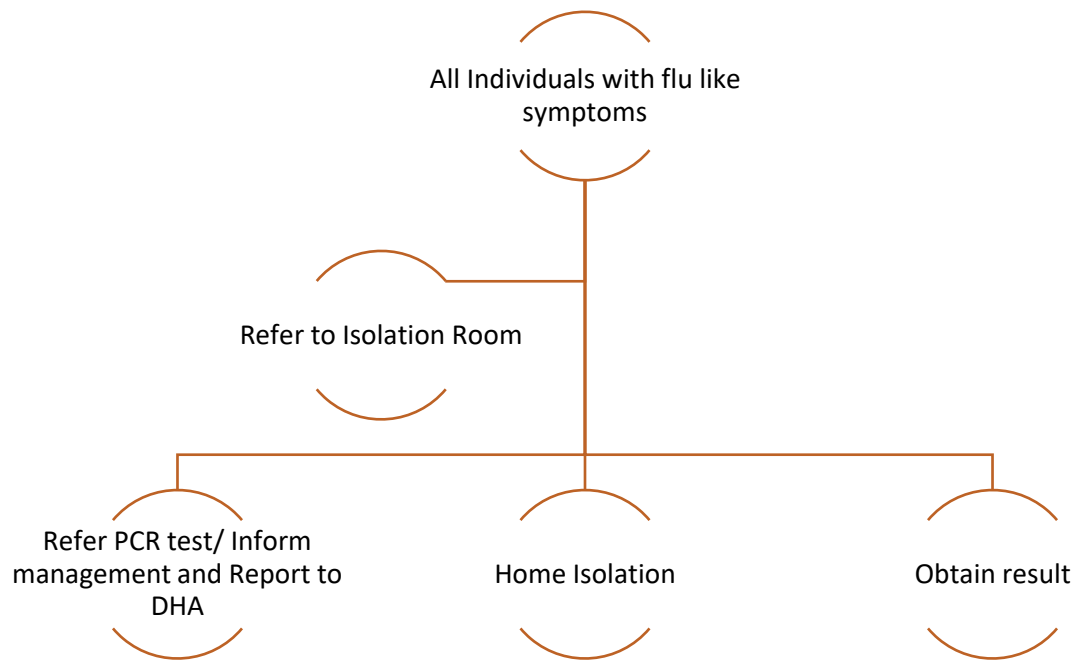 All Individuals with flu like
symptoms
Refer to Isolation Room
Refer PCR test/ Inform
management and Report to
DHA
Home Isolation
Obtain result